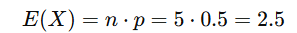 E(X) = n · p = 5 · 0.5 = 2.5